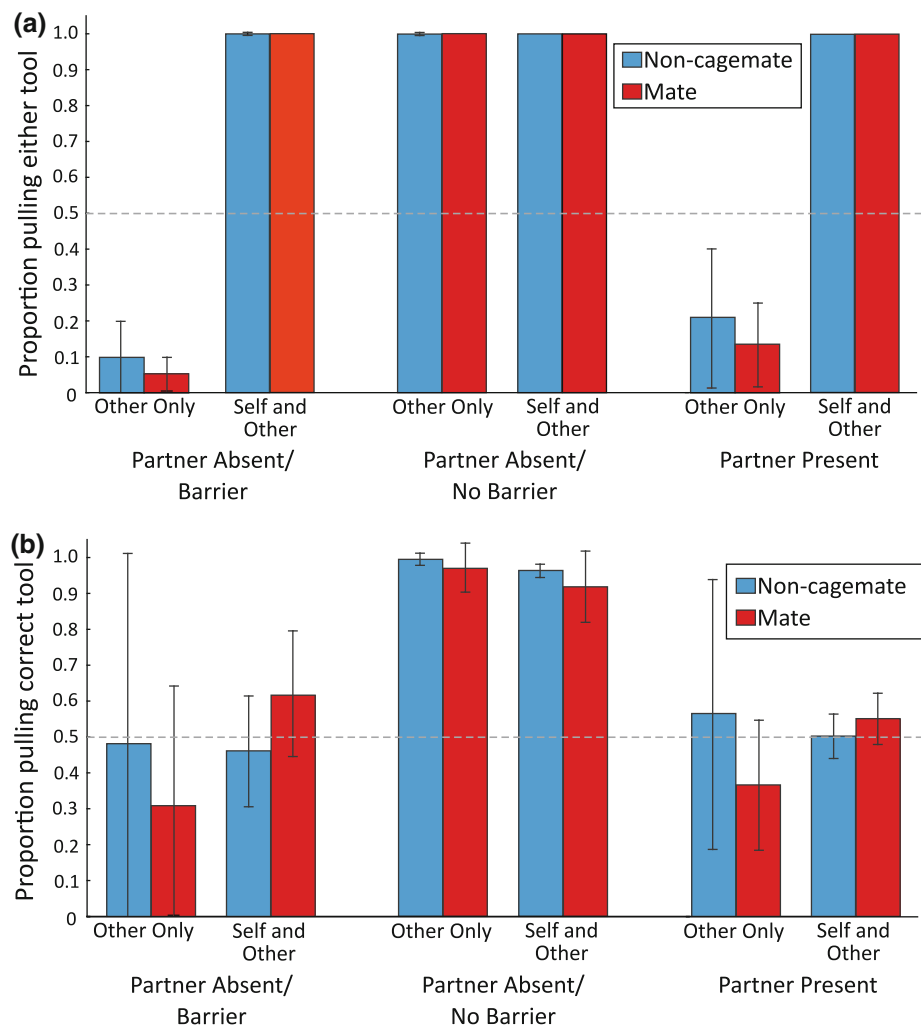 (a)
Proportion pulling either tool
1.0
0.9
0.8
0.7
0.6
0.5
0.4
0.3
0.2
0.1
0
Non-cagemate
Mate
Other Only
Self and
Other
Other Only
Self and
Other
Other Only
Self and
Other
Partner Absent/
Barrier
Partner Absent/
No Barrier
Partner Present
(b)
Proportion pulling correct tool
1.0
0.9
0.8
0.7
0.6
0.5
0.4
0.3
0.2
0.1
0
Non-cagemate
Mate
Other Only
Self and
Other
Other Only
Self and
Other
Other Only
Self and
Other
Partner Absent/
Barrier
Partner Absent/
No Barrier
Partner Present